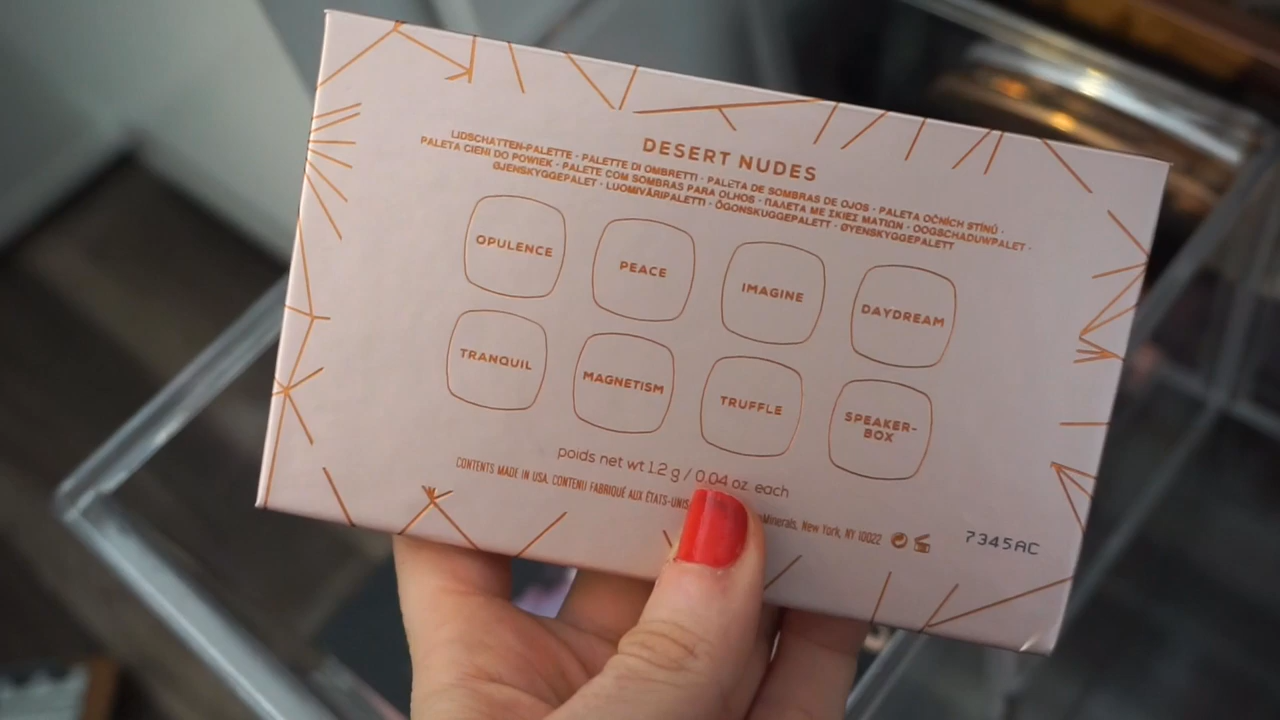 DESERT NUDES
LIDSCHATTEN-PALETTE · PALETTE DI OMBRETTI · PALETA DE SOMBRAS DE OJOS · PALETA OČNÍCH STÍNŮ ·
PALETA CIENI DO POWIEK · PALETE COM SOMBRAS PARA OLHOS · ΠΑΛΕΤΑ ΜΕ ΣΚΙΕΣ ΜΑΤΙΩΝ · OOGSCHADUWPALET ·
ØJENSKYGGEPALET · LUOMIVÄRIPALETTI · ÖGONSKUGGEPALETT · ØYENSKYGGEPALETT
OPULENCE
PEACE
IMAGINE
DAYDREAM
TRANQUIL
MAGNETISM
TRUFFLE
SPEAKER-
BOX
poids net wt 1.2 g / 0.04 oz each
CONTENTS MADE IN USA. CONTENU FABRIQUÉ AUX ÉTATS-UNIS Minerals, New York, NY 10022
7345AC